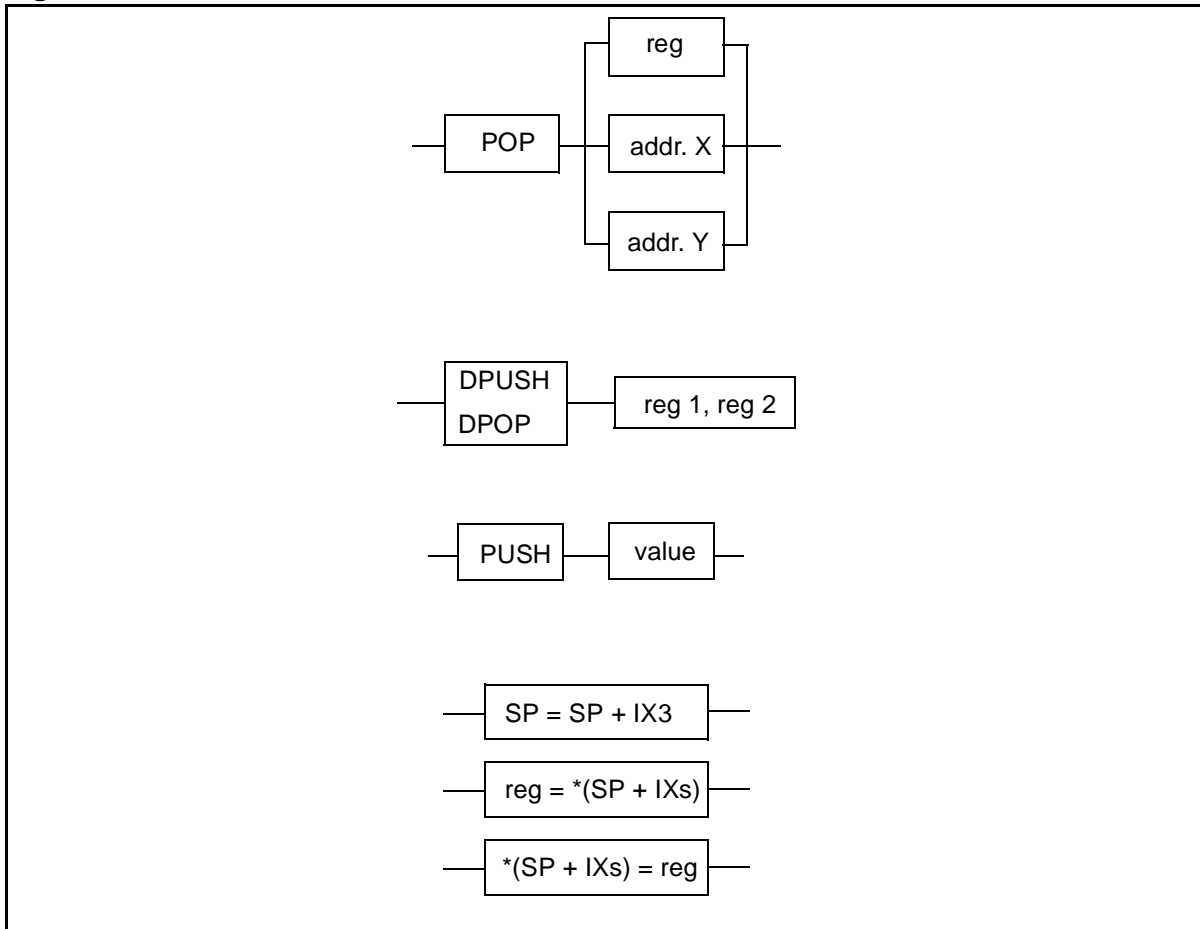 reg
POP
addr. X
addr. Y
DPUSH
DPOP
reg 1, reg 2
PUSH
value
SP = SP + IX3
reg = *(SP + IXs)
*(SP + IXs) = reg